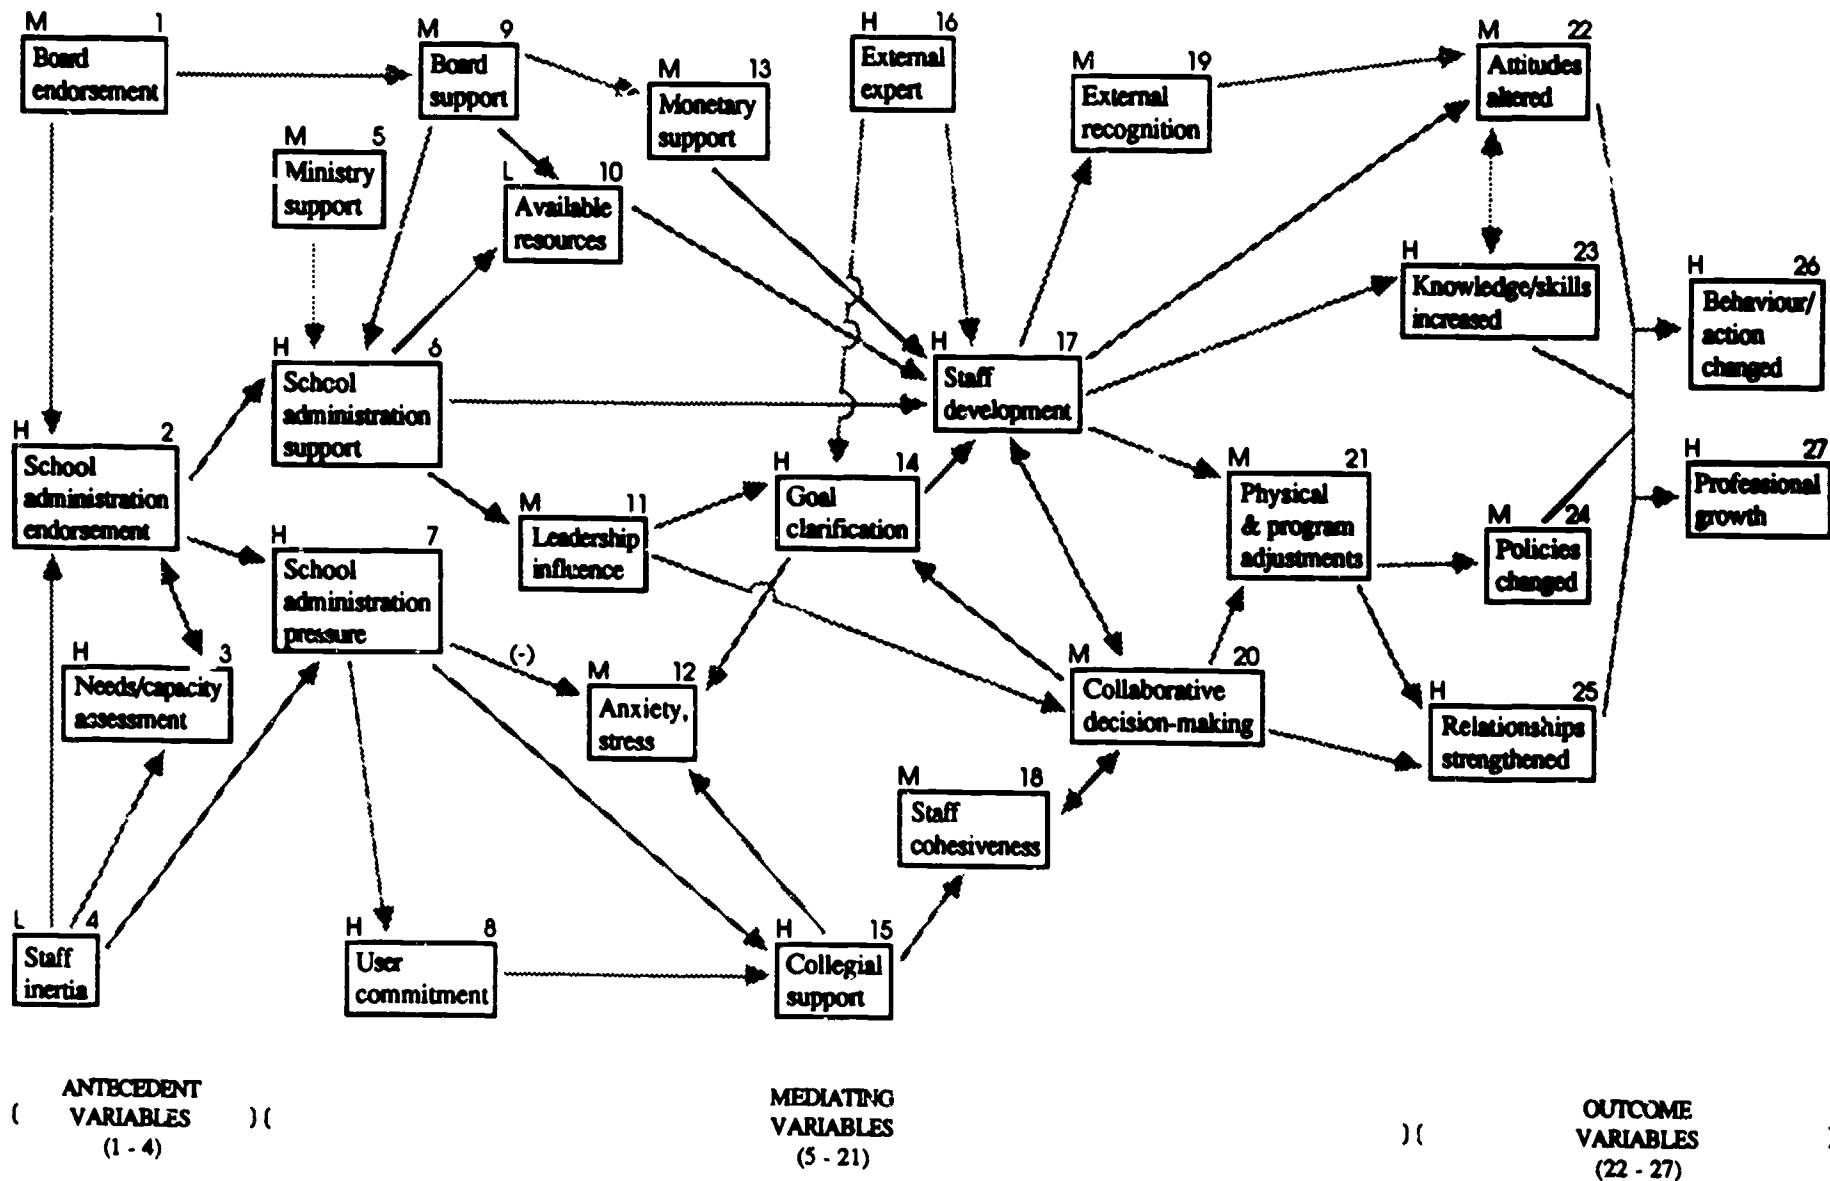 M 1
Board
endorsement
M 9
Board
support
M 13
Monetary
support
H 16
External
expert
M 19
External
recognition
M 22
Attitudes
altered
M 5
Ministry
support
L 10
Available
resources
H 23
Knowledge/skills
increased
H 26
Behaviour/
action
changed
H 6
School
administration
support
H 17
Staff
development
H 2
School
administration
endorsement
H 14
Goal
clarification
M 11
Leadership
influence
M 21
Physical
& program
adjustments
H 27
Professional
growth
M 24
Policies
changed
H 7
School
administration
pressure
(-)
H 3
Needs/capacity
assessment
M 12
Anxiety,
stress
M 20
Collaborative
decision-making
H 25
Relationships
strengthened
M 18
Staff
cohesiveness
L 4
Staff
inertia
H 8
User
commitment
H 15
Collegial
support
( ANTECEDENT
VARIABLES ) (
(1 - 4)
MEDIATING
VARIABLES
(5 - 21)
) ( OUTCOME
VARIABLES )
(22 - 27)